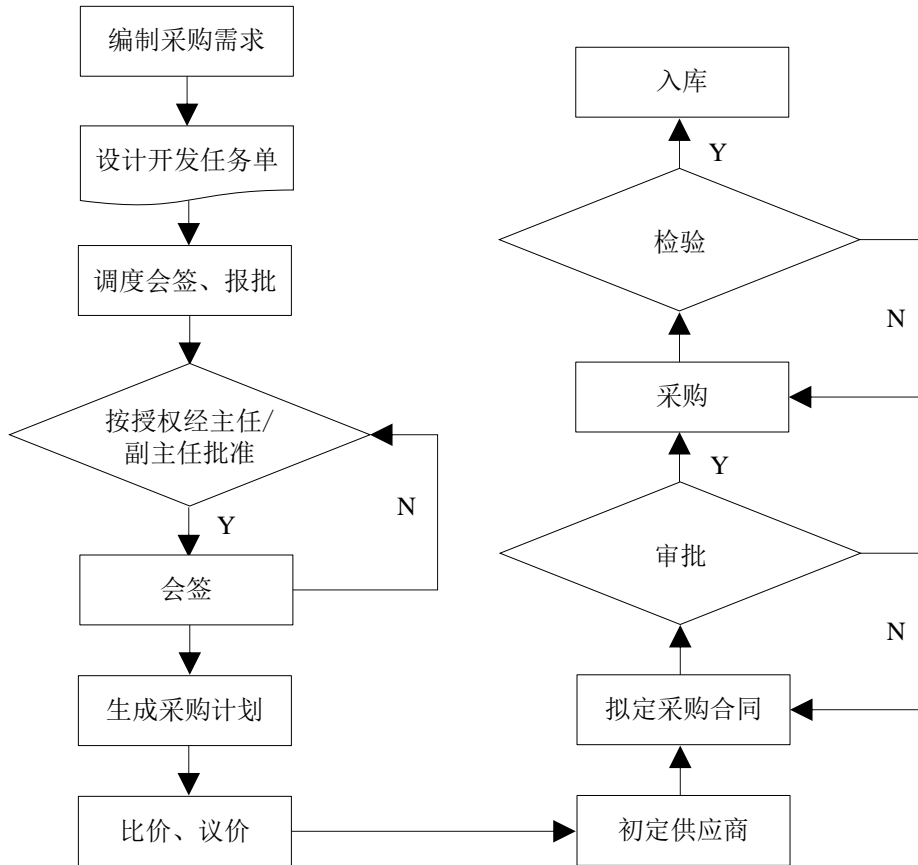 编制采购需求
设计开发任务单
调度会签、报批
按授权经主任/
副主任批准
Y
N
会签
生成采购计划
比价、议价
初定供应商
拟定采购合同
N
审批
Y
采购
N
检验
Y
入库